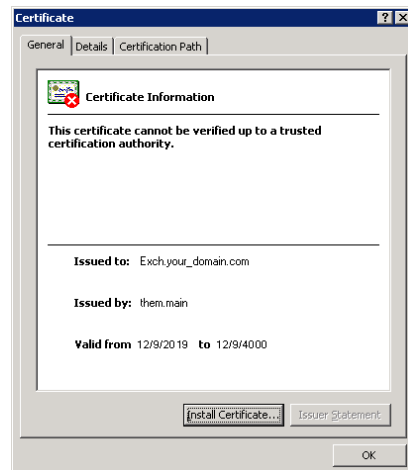 Certificate
General Details Certification Path
Certificate Information
This certificate cannot be verified up to a trusted
certification authority.
Issued to: Exch.your_domain.com
Issued by: them.main
Valid from 12/9/2019 to 12/9/4000
Install Certificate... Issuer Statement
OK